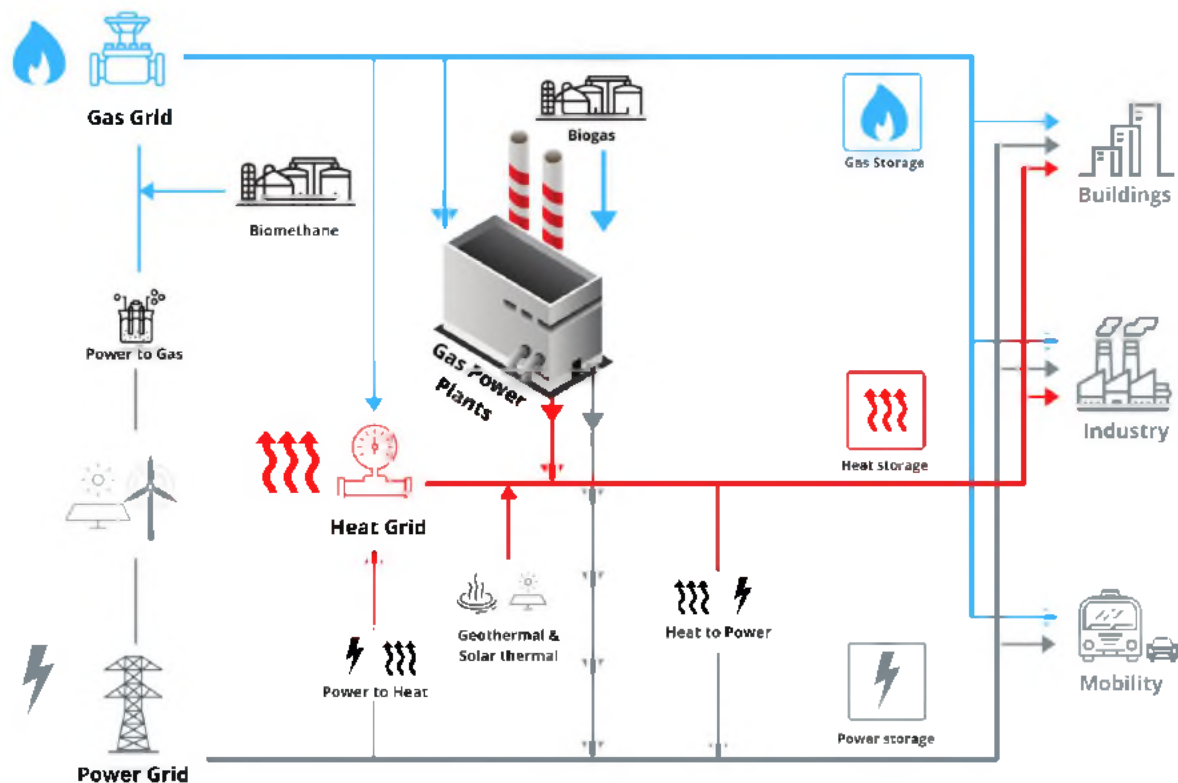 Gas Grid
Biogas
Gas Storage
Buildings
Biomethane
Power to Gas
Gas Power
Plants
Heat storage
Industry
Heat Grid
Geothermal &
Solar thermal
Heat to Power
Power to Heat
Mobility
Power storage
Power Grid